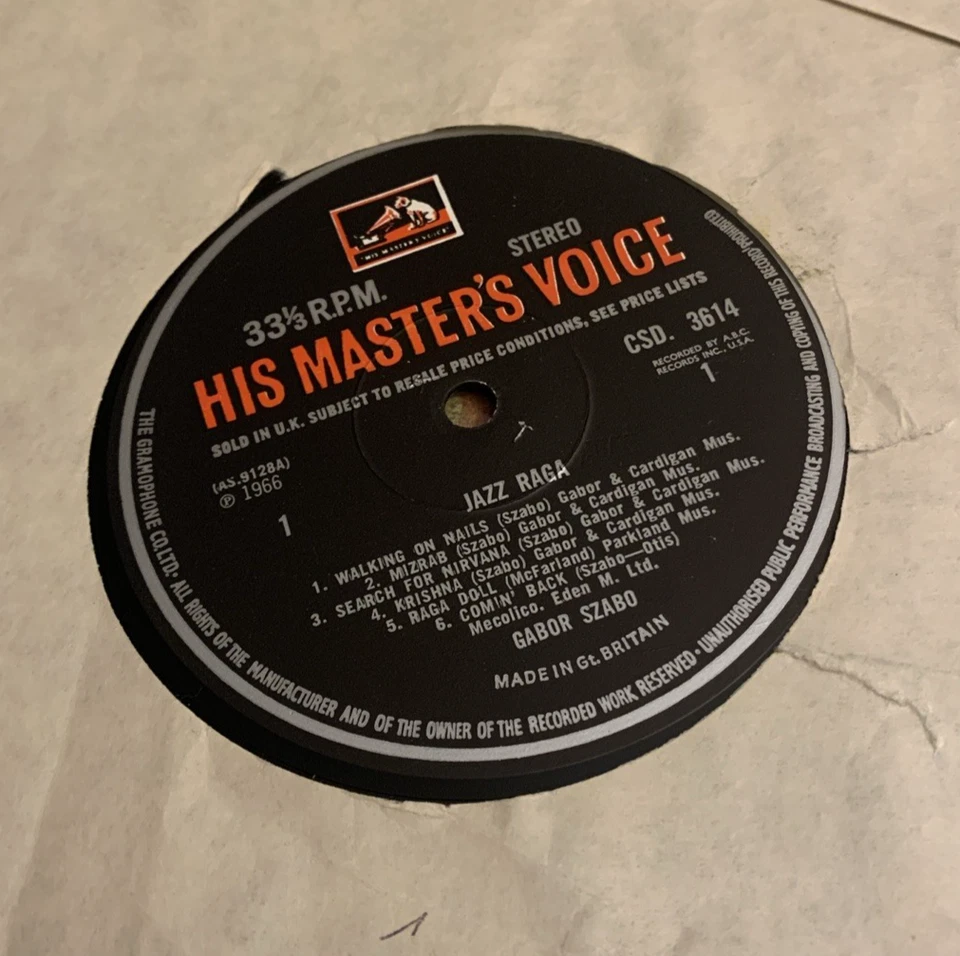 "HIS MASTER'S VOICE"
STEREO
33⅓ R.P.M.
HIS MASTER'S VOICE
SOLD IN U.K. SUBJECT TO RESALE PRICE CONDITIONS, SEE PRICE LISTS
CSD. 3614
RECORDED BY A.B.C.
RECORDS INC., U.S.A.
1
(AS.9128A)
℗ 1966
1
JAZZ RAGA
1. WALKING ON NAILS (Szabo) Gabor & Cardigan Mus.
2. MIZRAB (Szabo) Gabor & Cardigan Mus.
3. SEARCH FOR NIRVANA (Szabo) Gabor & Cardigan Mus.
4. KRISHNA (Szabo) Gabor & Cardigan Mus.
5. RAGA DOLL (McFarland) Parkland Mus.
6. COMIN' BACK (Szabo—Otis)
Mecolico. Eden M. Ltd.
GABOR SZABO
MADE IN Gt. BRITAIN
THE GRAMOPHONE CO.LTD. ALL RIGHTS OF THE MANUFACTURER AND OF THE OWNER OF THE RECORDED WORK RESERVED · UNAUTHORISED PUBLIC PERFORMANCE BROADCASTING AND COPYING OF THIS RECORD PROHIBITED
1